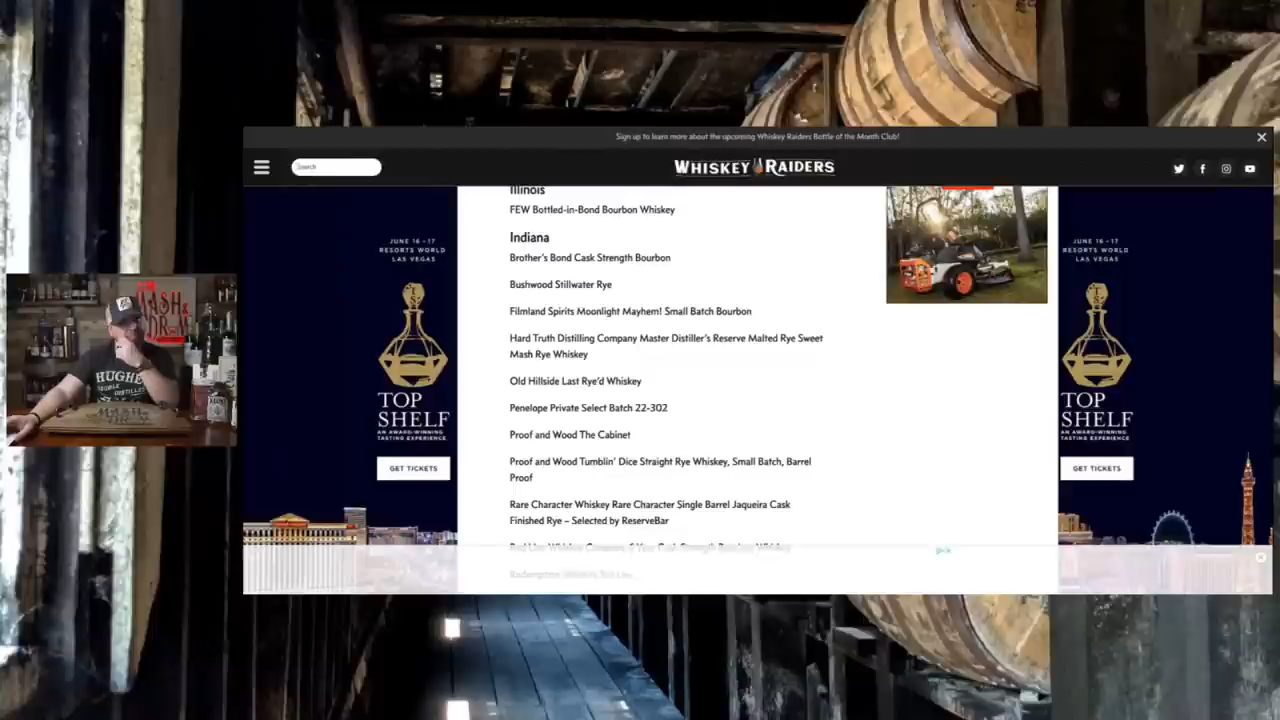 Sign up to learn more about the upcoming Whiskey Raiders Bottle of the Month Club!
Search
WHISKEY RAIDERS
Illinois
FEW Bottled-in-Bond Bourbon Whiskey
Indiana
Brother's Bond Cask Strength Bourbon
Bushwood Stillwater Rye
Filmland Spirits Moonlight Mayhem! Small Batch Bourbon
Hard Truth Distilling Company Master Distiller's Reserve Malted Rye Sweet
Mash Rye Whiskey
Old Hillside Last Rye'd Whiskey
Penelope Private Select Batch 22-302
Proof and Wood The Cabinet
Proof and Wood Tumblin' Dice Straight Rye Whiskey, Small Batch, Barrel
Proof
Rare Character Whiskey Rare Character Single Barrel Jaqueira Cask
Finished Rye – Selected by ReserveBar
Redemption
JUNE 16 - 17
RESORTS WORLD
LAS VEGAS
TOP
SHELF
AN AWARD-WINNING
TASTING EXPERIENCE
GET TICKETS
JUNE 16 - 17
RESORTS WORLD
LAS VEGAS
TOP
SHELF
AN AWARD-WINNING
TASTING EXPERIENCE
GET TICKETS
MASH &
DRUM
HUGHES